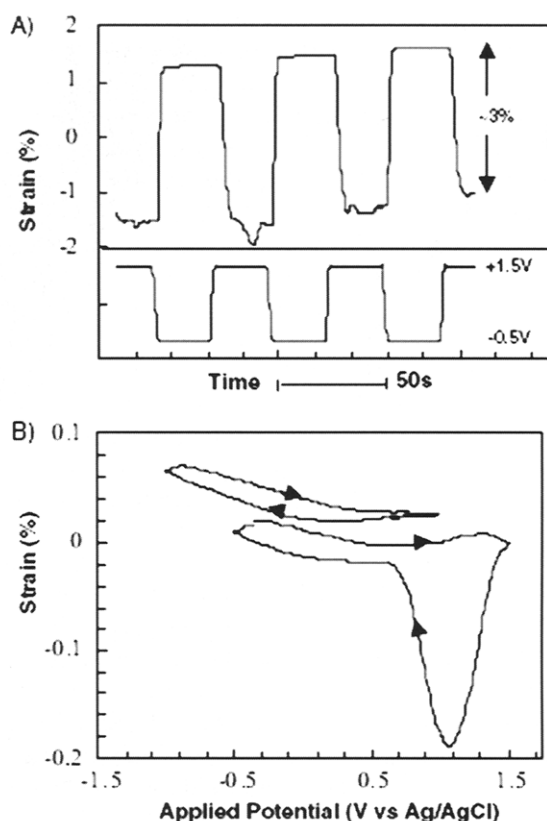 A)
2
1
0
-1
-2
Strain (%)
~3%
+1.5V
-0.5V
Time
50s
B)
0.1
0
-0.1
-0.2
Strain (%)
-1.5
-0.5
0.5
1.5
Applied Potential (V vs Ag/AgCl)